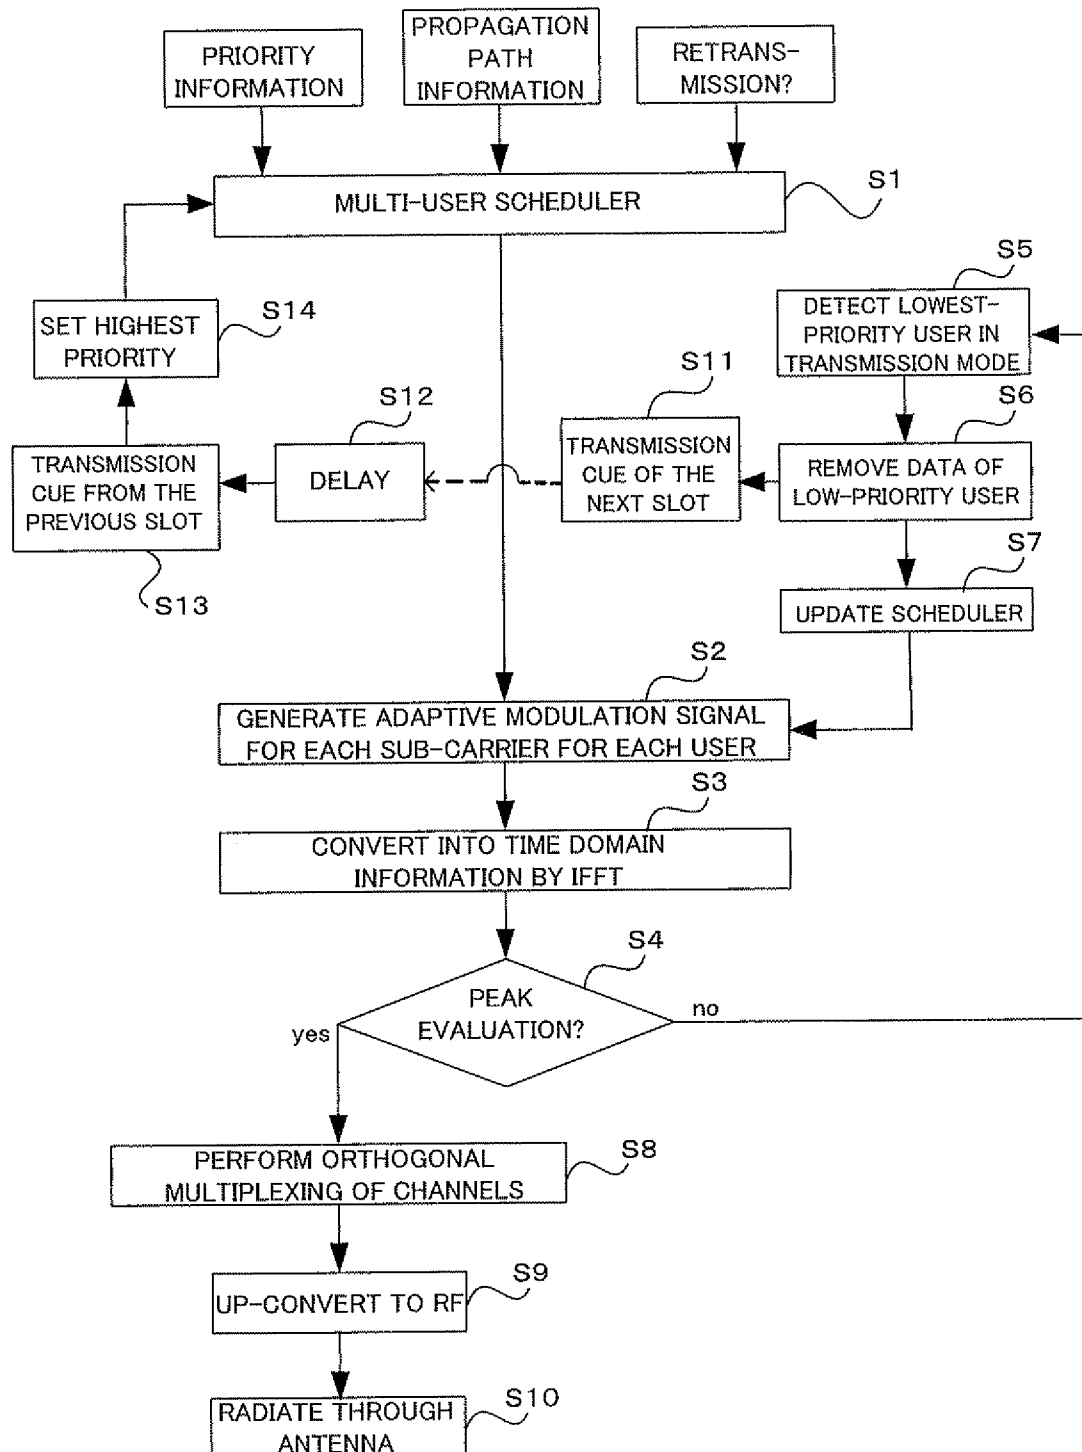 PRIORITY
INFORMATION
PROPAGATION
PATH
INFORMATION
RETRANS-
MISSION?
MULTI-USER SCHEDULER
S1
S5
DETECT LOWEST-
PRIORITY USER IN
TRANSMISSION MODE
SET HIGHEST
PRIORITY
S14
S11
S12
S6
TRANSMISSION
CUE FROM THE
PREVIOUS SLOT
DELAY
TRANSMISSION
CUE OF THE
NEXT SLOT
REMOVE DATA OF
LOW-PRIORITY USER
S13
S7
UPDATE SCHEDULER
S2
GENERATE ADAPTIVE MODULATION SIGNAL
FOR EACH SUB-CARRIER FOR EACH USER
S3
CONVERT INTO TIME DOMAIN
INFORMATION BY IFFT
S4
PEAK
EVALUATION?
yes
no
S8
PERFORM ORTHOGONAL
MULTIPLEXING OF CHANNELS
S9
UP-CONVERT TO RF
S10
RADIATE THROUGH
ANTENNA